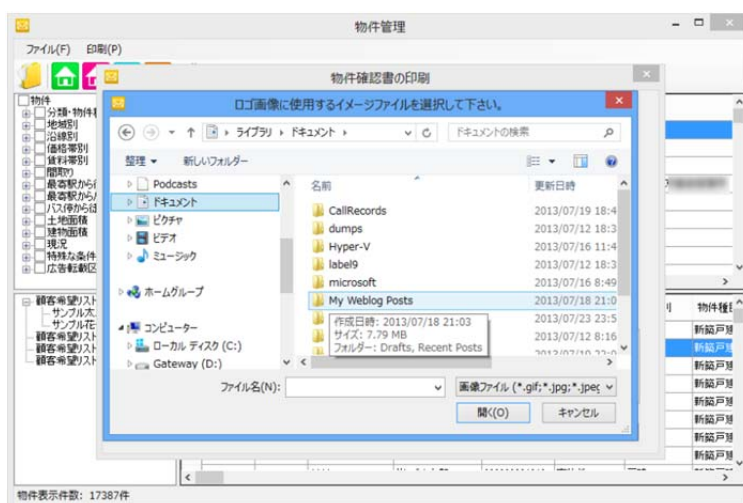 物件管理
ファイル(F) 印刷(P)
物件確認書の印刷
ロゴ画像に使用するイメージファイルを選択して下さい。
ライブラリ ドキュメント
ドキュメントの検索
整理 新しいフォルダー
物件
分類・物件
地域別
沿線別
価格帯別
賃料帯別
間取り
最寄駅から
最寄駅から
バス停から
土地面積
建物面積
現況
特殊な条件
広告転載区
Podcasts
ドキュメント
ピクチャ
ビデオ
ミュージック
ホームグループ
コンピューター
ローカル ディスク (C:)
Gateway (D:)
名前 更新日時
CallRecords 2013/07/19 18:4
dumps 2013/07/12 18:3
Hyper-V 2013/07/16 11:4
label9 2013/07/12 18:3
microsoft 2013/07/16 8:49
My Weblog Posts 2013/07/18 21:0
2013/07/23 23:5
2013/07/12 8:16
作成日時: 2013/07/18 21:03
サイズ: 7.79 MB
フォルダー: Drafts, Recent Posts
顧客希望リスト
サンプル太
サンプル花
顧客希望リスト
顧客希望リスト
顧客希望リスト
物件種
新築戸建
新築戸建
新築戸建
新築戸建
新築戸建
新築戸建
新築戸建
新築戸建
ファイル名(N):
画像ファイル (*.gif;*.jpg;*.jpeg
開く(O) キャンセル
物件表示件数: 17387件